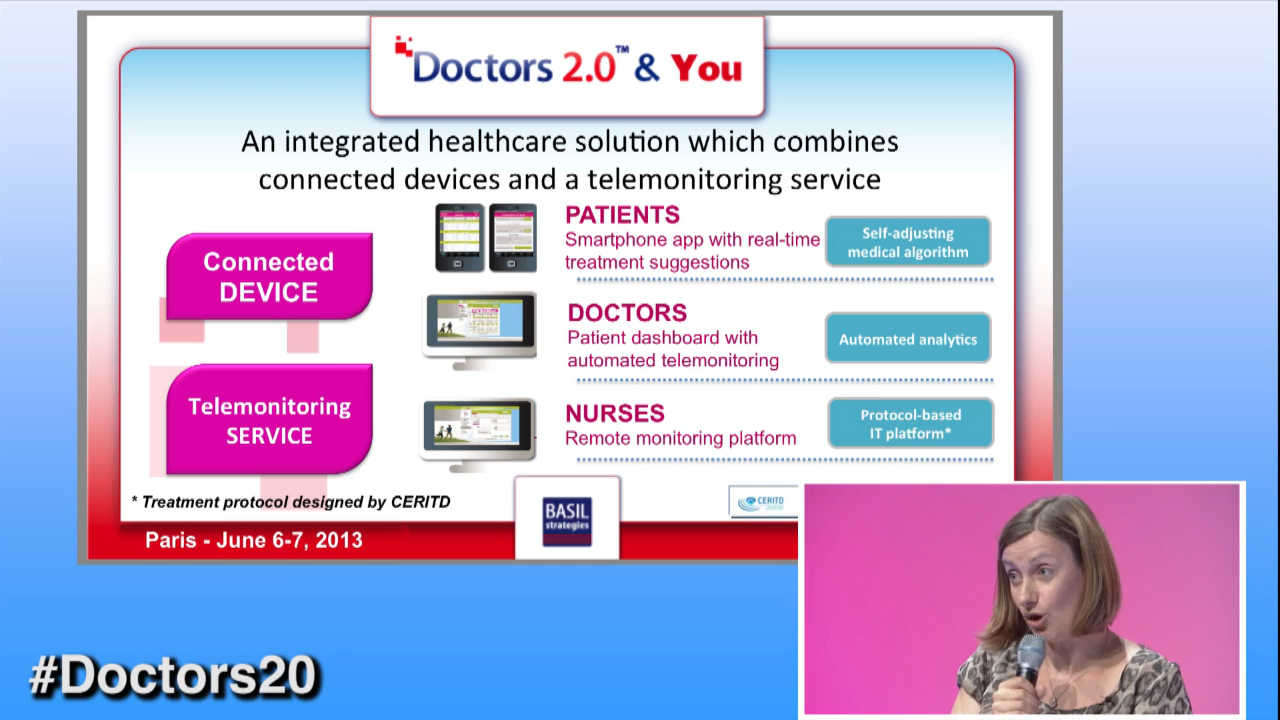 Doctors 2.0™ & You
An integrated healthcare solution which combines
connected devices and a telemonitoring service
Connected
DEVICE
PATIENTS
Smartphone app with real-time
treatment suggestions
Self-adjusting
medical algorithm
DOCTORS
Patient dashboard with
automated telemonitoring
Automated analytics
Telemonitoring
SERVICE
NURSES
Remote monitoring platform
Protocol-based
IT platform*
* Treatment protocol designed by CERITD
BASIL
strategies
CERITD
Paris - June 6-7, 2013
#Doctors20